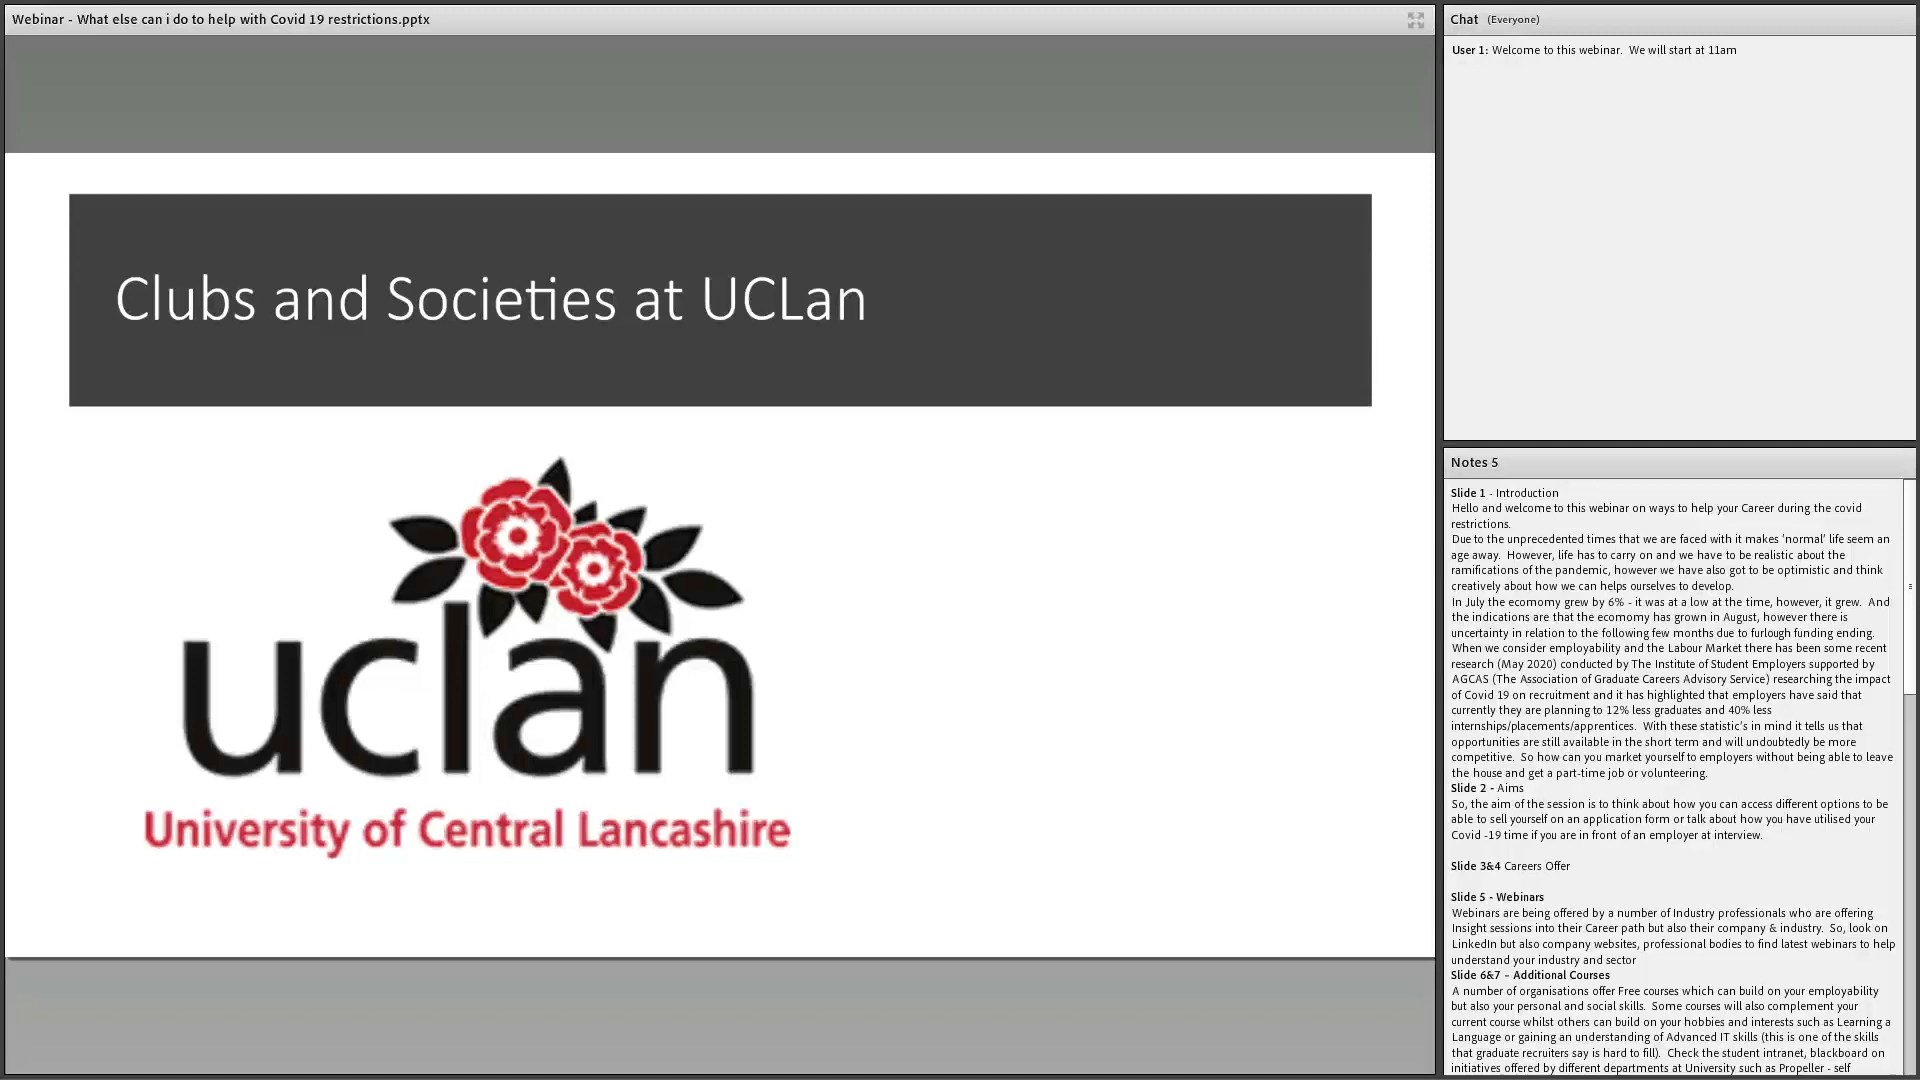 Webinar - What else can i do to help with Covid 19 restrictions.pptx
Clubs and Societies at UCLan
uclan
University of Central Lancashire
Chat (Everyone)
User 1: Welcome to this webinar.  We will start at 11am
Notes 5
Slide 1 - Introduction
Hello and welcome to this webinar on ways to help your Career during the covid
restrictions.
Due to the unprecedented times that we are faced with it makes 'normal' life seem an
age away.  However, life has to carry on and we have to be realistic about the
ramifications of the pandemic, however we have also got to be optimistic and think
creatively about how we can helps ourselves to develop.
In July the ecomomy grew by 6% - it was at a low at the time, however, it grew.  And
the indications are that the ecomomy has grown in August, however there is
uncertainty in relation to the following few months due to furlough funding ending.
When we consider employability and the Labour Market there has been some recent
research (May 2020) conducted by The Institute of Student Employers supported by
AGCAS (The Association of Graduate Careers Advisory Service) researching the impact
of Covid 19 on recruitment and it has highlighted that employers have said that
currently they are planning to 12% less graduates and 40% less
internships/placements/apprentices.  With these statistic's in mind it tells us that
opportunities are still available in the short term and will undoubtedly be more
competitive.  So how can you market yourself to employers without being able to leave
the house and get a part-time job or volunteering.
Slide 2 - Aims
So, the aim of the session is to think about how you can access different options to be
able to sell yourself on an application form or talk about how you have utilised your
Covid -19 time if you are in front of an employer at interview.
Slide 3&4 Careers Offer
Slide 5 - Webinars
Webinars are being offered by a number of Industry professionals who are offering
Insight sessions into their Career path but also their company & industry.  So, look on
LinkedIn but also company websites, professional bodies to find latest webinars to help
understand your industry and sector
Slide 6&7 – Additional Courses
A number of organisations offer Free courses which can build on your employability
but also your personal and social skills.  Some courses will also complement your
current course whilst others can build on your hobbies and interests such as Learning a
Language or gaining an understanding of Advanced IT skills (this is one of the skills
that graduate recruiters say is hard to fill).  Check the student intranet, blackboard on
initiatives offered by different departments at University such as Propeller - self